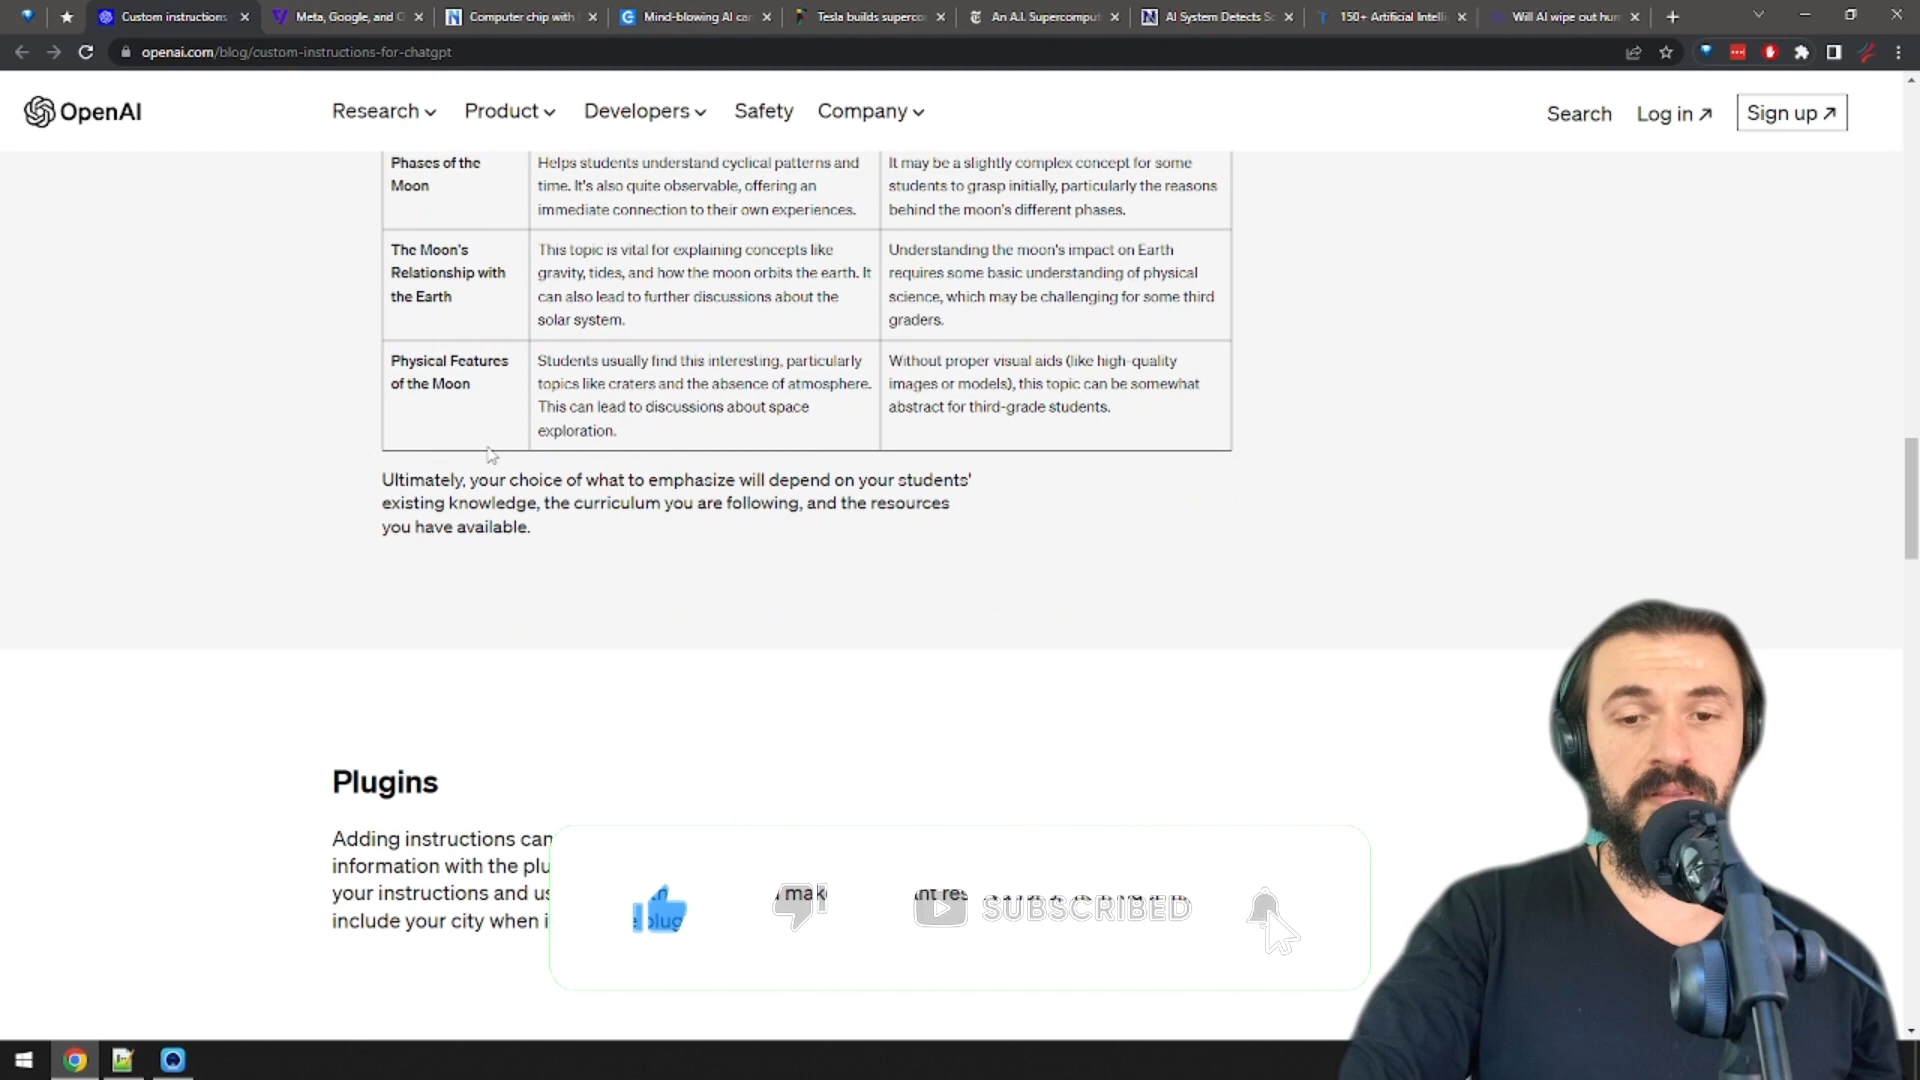 Custom instructions
Meta, Google, and O
Computer chip with
Mind-blowing AI ca
Tesla builds superco
An A.I. Supercomput
AI System Detects S
150+ Artificial Intelli
Will AI wipe out hum
openai.com/blog/custom-instructions-for-chatgpt
OpenAI
Research
Product
Developers
Safety
Company
Search
Log in ↗
Sign up ↗
Phases of the
Moon
Helps students understand cyclical patterns and
time. It's also quite observable, offering an
immediate connection to their own experiences.
It may be a slightly complex concept for some
students to grasp initially, particularly the reasons
behind the moon's different phases.
The Moon's
Relationship with
the Earth
This topic is vital for explaining concepts like
gravity, tides, and how the moon orbits the earth. It
can also lead to further discussions about the
solar system.
Understanding the moon's impact on Earth
requires some basic understanding of physical
science, which may be challenging for some third
graders.
Physical Features
of the Moon
Students usually find this interesting, particularly
topics like craters and the absence of atmosphere.
This can lead to discussions about space
exploration.
Without proper visual aids (like high-quality
images or models), this topic can be somewhat
abstract for third-grade students.
Ultimately, your choice of what to emphasize will depend on your students'
existing knowledge, the curriculum you are following, and the resources
you have available.
Plugins
Adding instructions can
information with the plu
your instructions and us
include your city when i
SUBSCRIBED